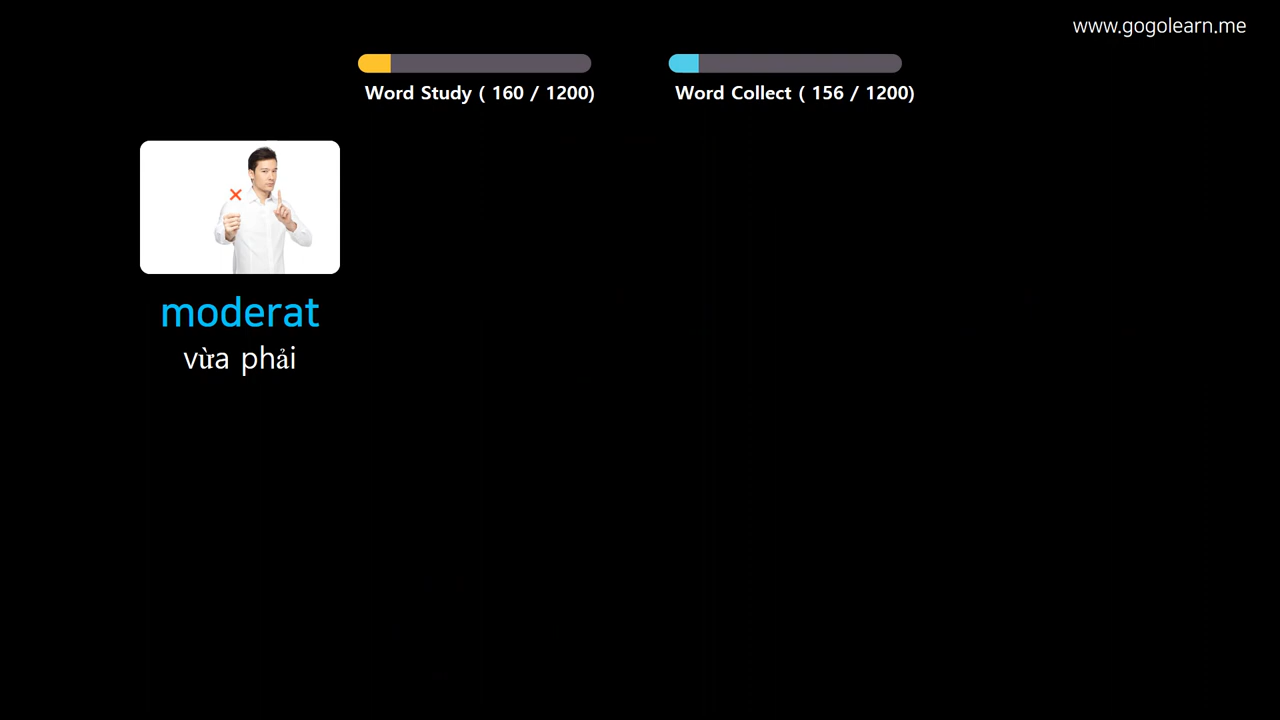 www.gogolearn.me
Word Study ( 160 / 1200)
Word Collect ( 156 / 1200)
moderat
vừa phải